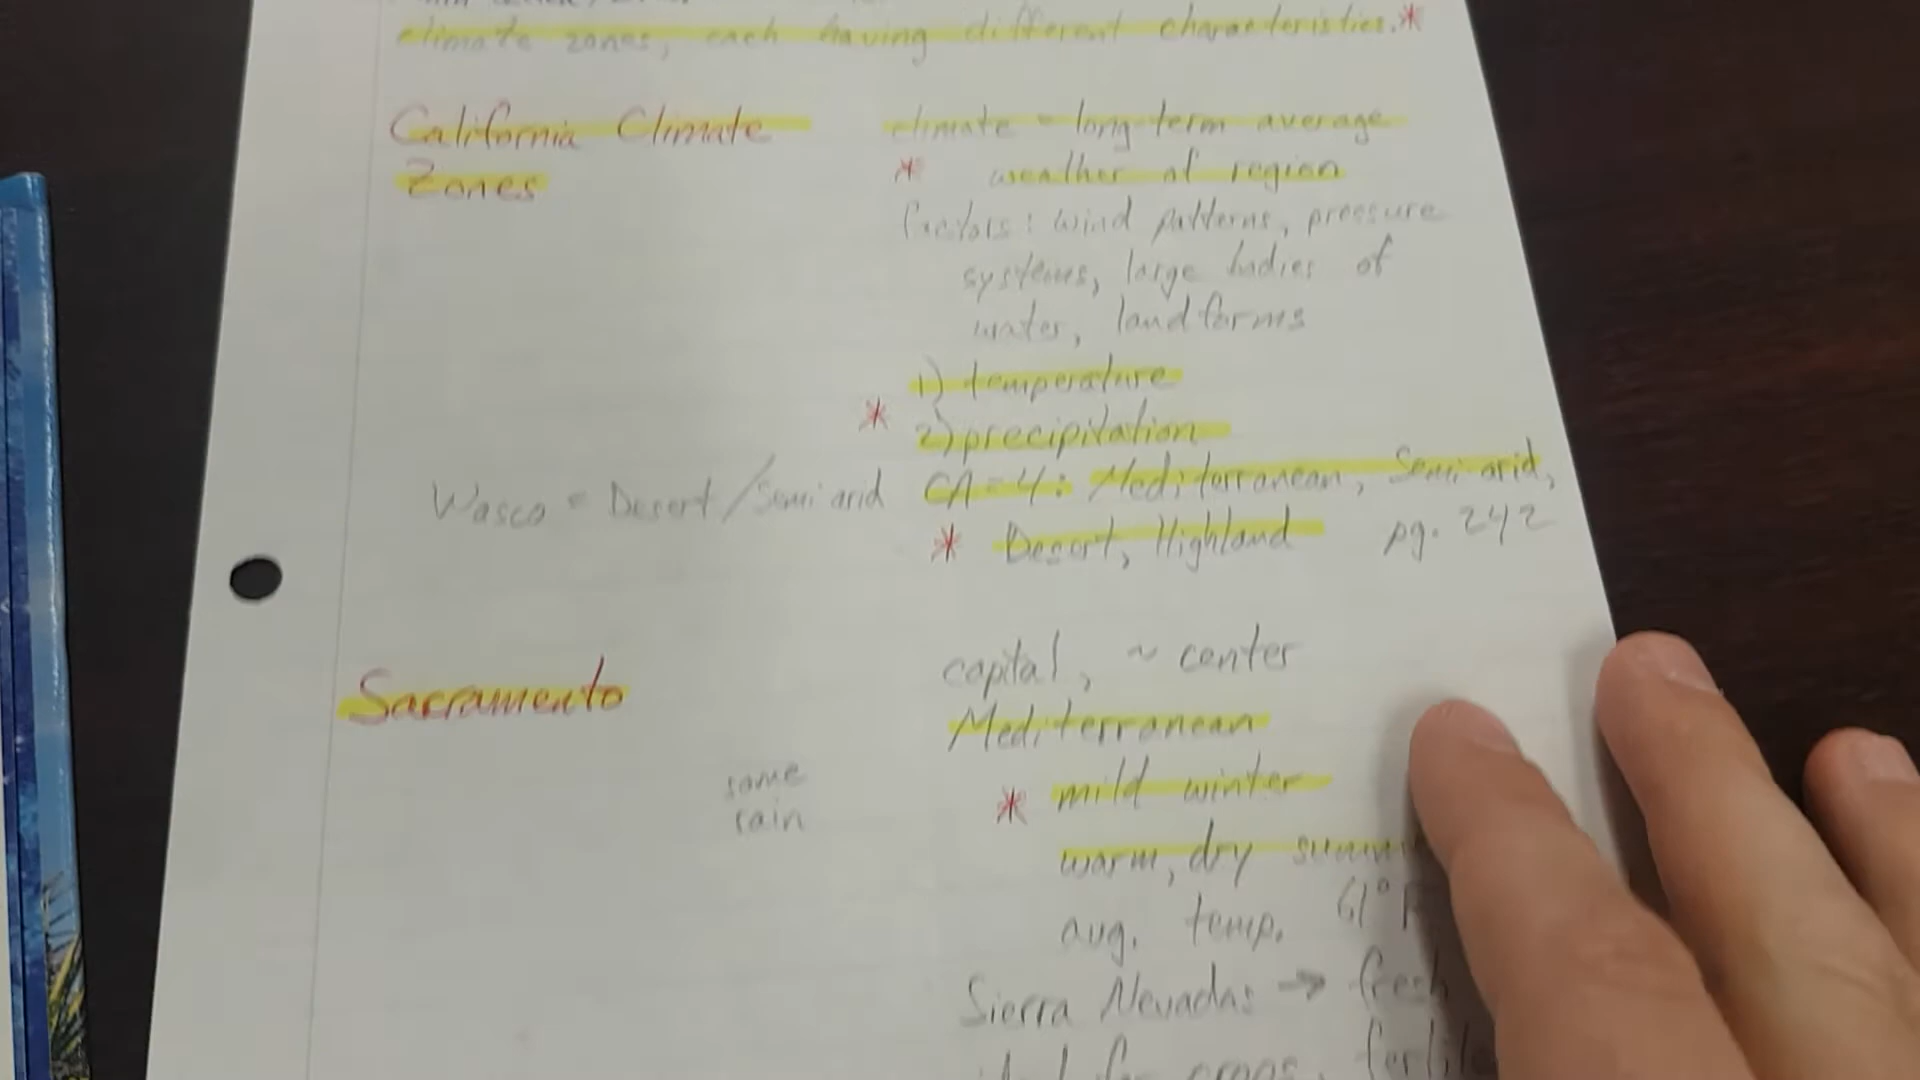 climate zones, each having different characteristics.*
California Climate
Zones
climate = long-term average
* weather of region
factors: wind patterns, pressure
systems, large bodies of
water, landforms
1) temperature
*
2) precipitation
Wasco = Desert/Semi arid
CA = 4: Mediterranean, Semi arid,
* Desert, Highland pg. 242
Sacramento
capital, ~ center
Mediterranean
* mild winter
some
rain
warm, dry
avg. temp. 61°F
Sierra Nevadas → fresh
crops,